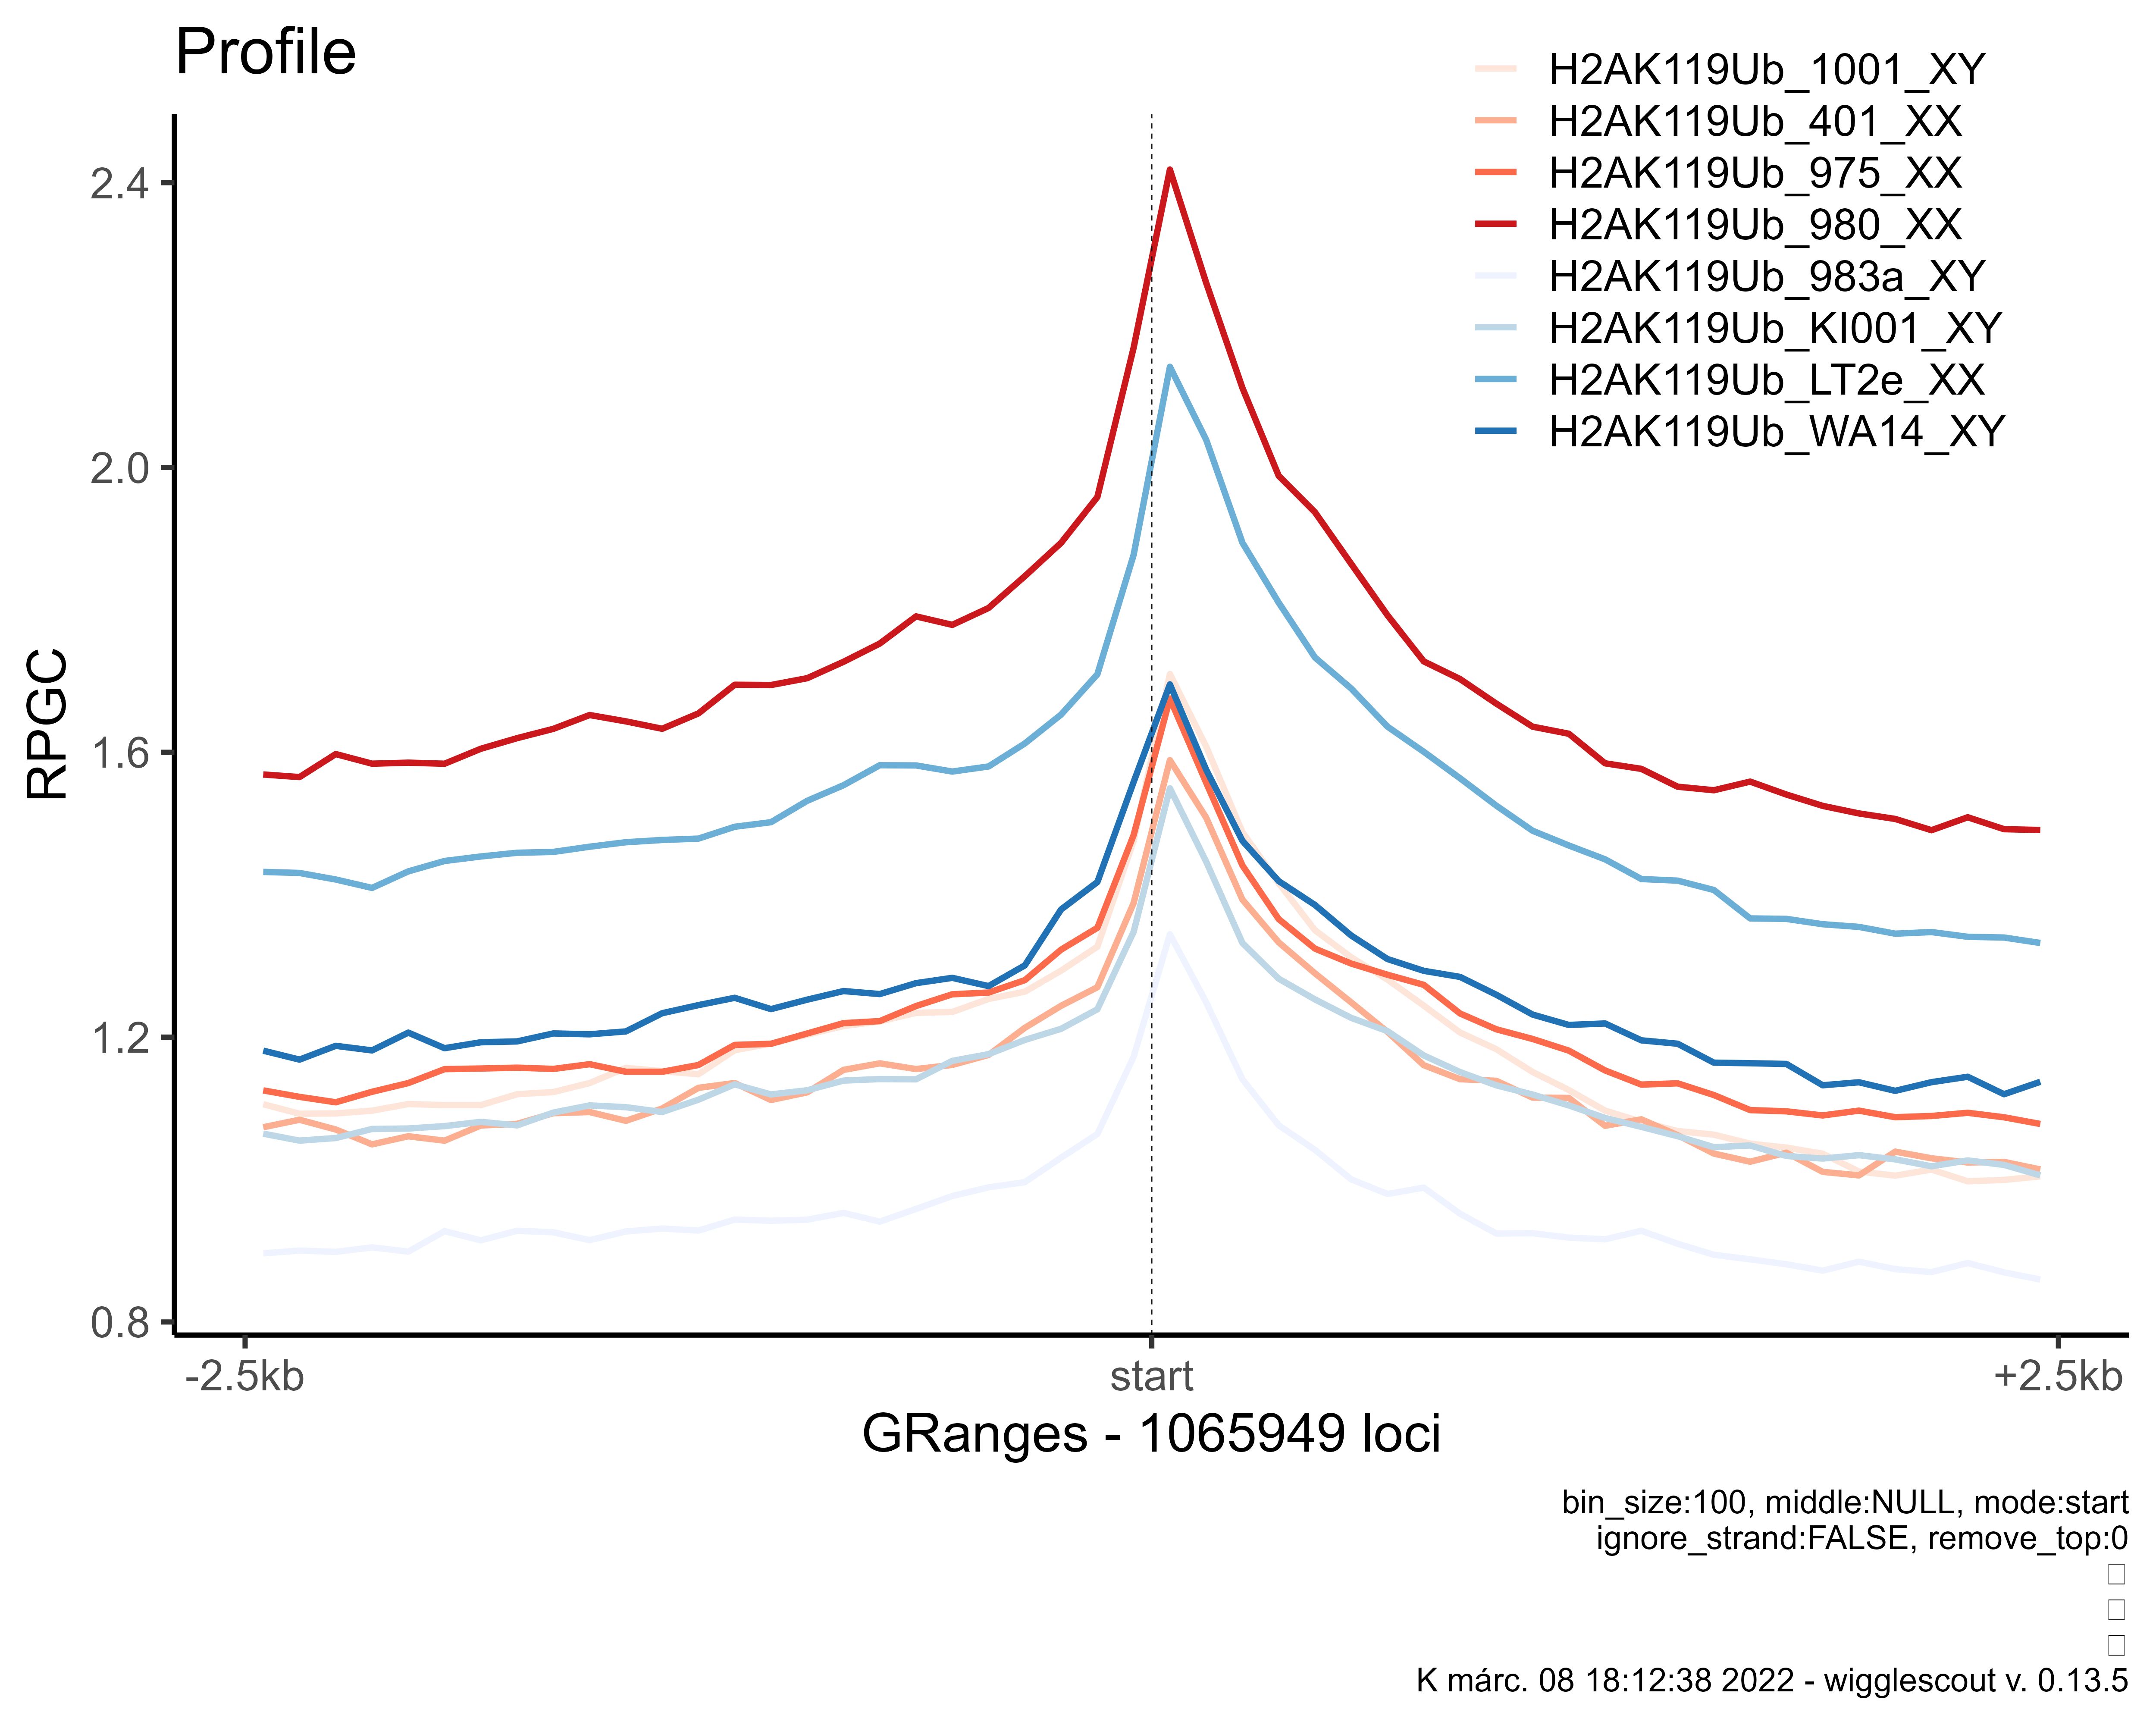 Profile
H2AK119Ub_1001_XY
H2AK119Ub_401_XX
H2AK119Ub_975_XX
H2AK119Ub_980_XX
H2AK119Ub_983a_XY
H2AK119Ub_KI001_XY
H2AK119Ub_LT2e_XX
H2AK119Ub_WA14_XY
RPGC
2.4
2.0
1.6
1.2
0.8
-2.5kb
start
+2.5kb
GRanges - 1065949 loci
bin_size:100, middle:NULL, mode:start
ignore_strand:FALSE, remove_top:0
K márc. 08 18:12:38 2022 - wigglescout v. 0.13.5